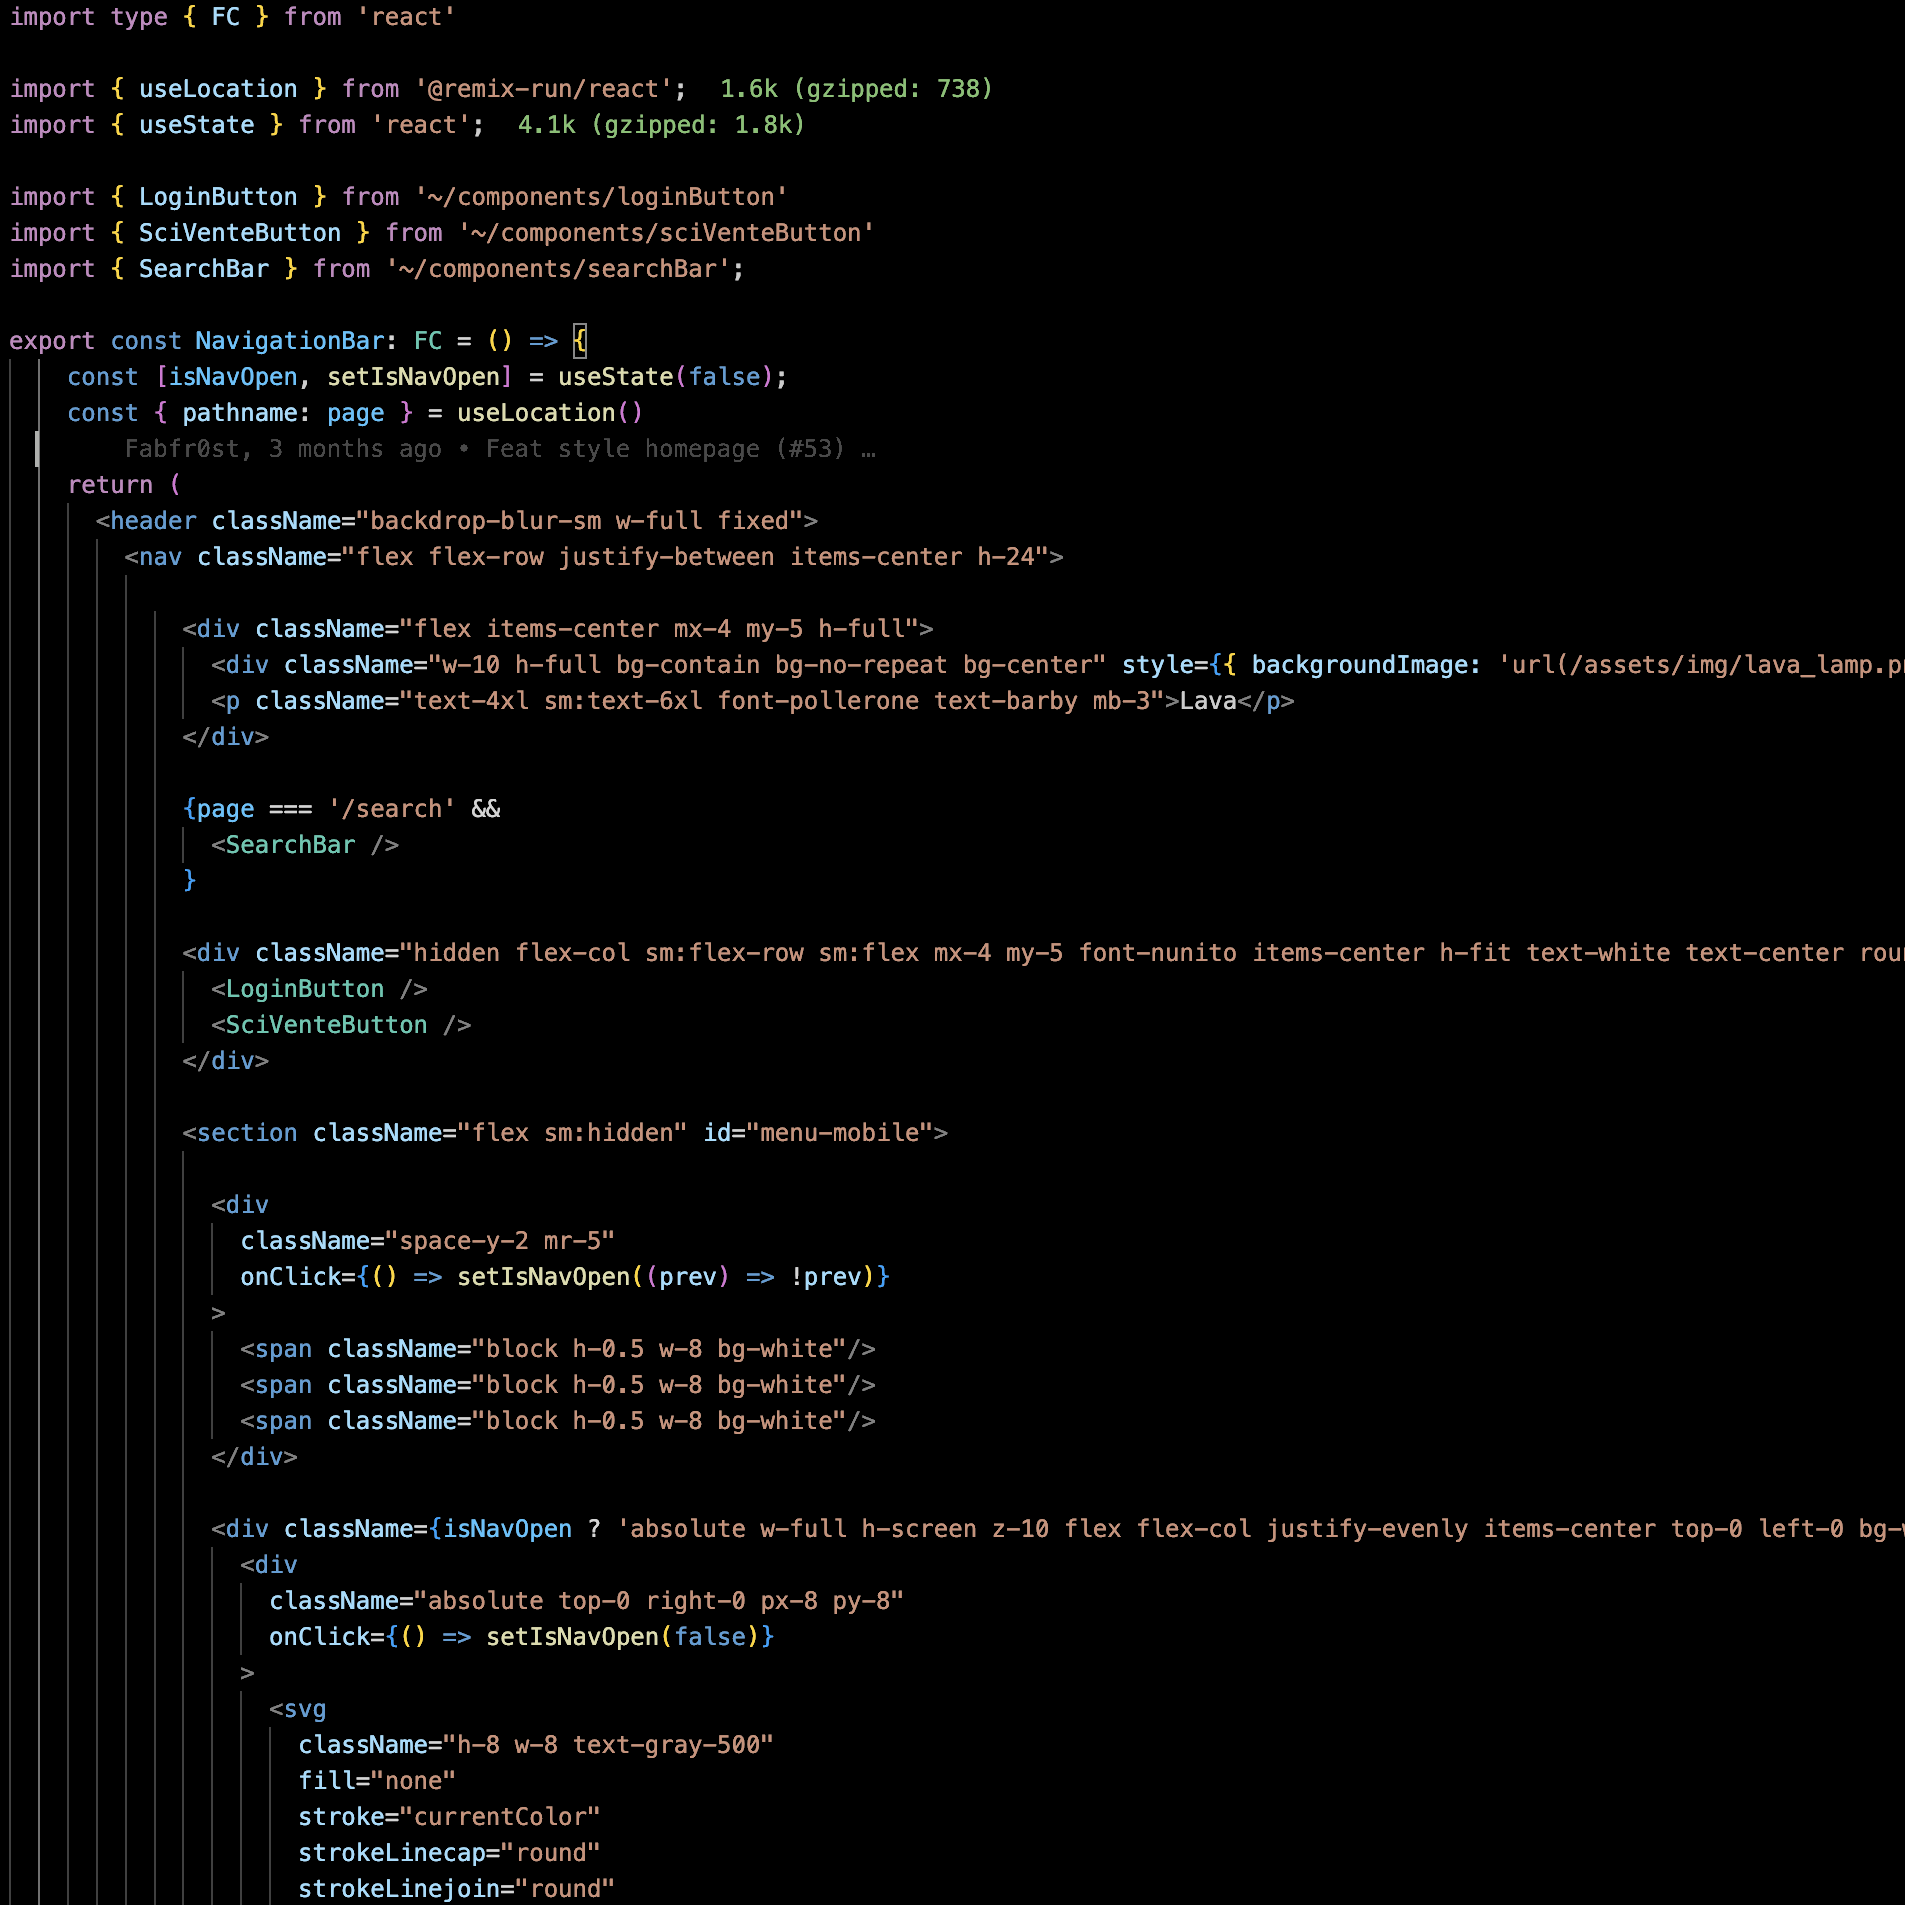 import type { FC } from 'react'
import { useLocation } from '@remix-run/react';  1.6k (gzipped: 738)
import { useState } from 'react';  4.1k (gzipped: 1.8k)
import { LoginButton } from '~/components/loginButton'
import { SciVenteButton } from '~/components/sciVenteButton'
import { SearchBar } from '~/components/searchBar';
export const NavigationBar: FC = () => {
const [isNavOpen, setIsNavOpen] = useState(false);
const { pathname: page } = useLocation()
Fabfr0st, 3 months ago • Feat style homepage (#53) …
return (
<header className="backdrop-blur-sm w-full fixed">
<nav className="flex flex-row justify-between items-center h-24">
<div className="flex items-center mx-4 my-5 h-full">
<div className="w-10 h-full bg-contain bg-no-repeat bg-center" style={{ backgroundImage: 'url(/assets/img/lava_lamp.
<p className="text-4xl sm:text-6xl font-pollerone text-barby mb-3">Lava</p>
</div>
{page === '/search' &&
<SearchBar />
}
<div className="hidden flex-col sm:flex-row sm:flex mx-4 my-5 font-nunito items-center h-fit text-white text-center
<LoginButton />
<SciVenteButton />
</div>
<section className="flex sm:hidden" id="menu-mobile">
<div
className="space-y-2 mr-5"
onClick={() => setIsNavOpen((prev) => !prev)}
>
<span className="block h-0.5 w-8 bg-white"/>
<span className="block h-0.5 w-8 bg-white"/>
<span className="block h-0.5 w-8 bg-white"/>
</div>
<div className={isNavOpen ? 'absolute w-full h-screen z-10 flex flex-col justify-evenly items-center top-0 left-0 bg-
<div
className="absolute top-0 right-0 px-8 py-8"
onClick={() => setIsNavOpen(false)}
>
<svg
className="h-8 w-8 text-gray-500"
fill="none"
stroke="currentColor"
strokeLinecap="round"
strokeLinejoin="round"